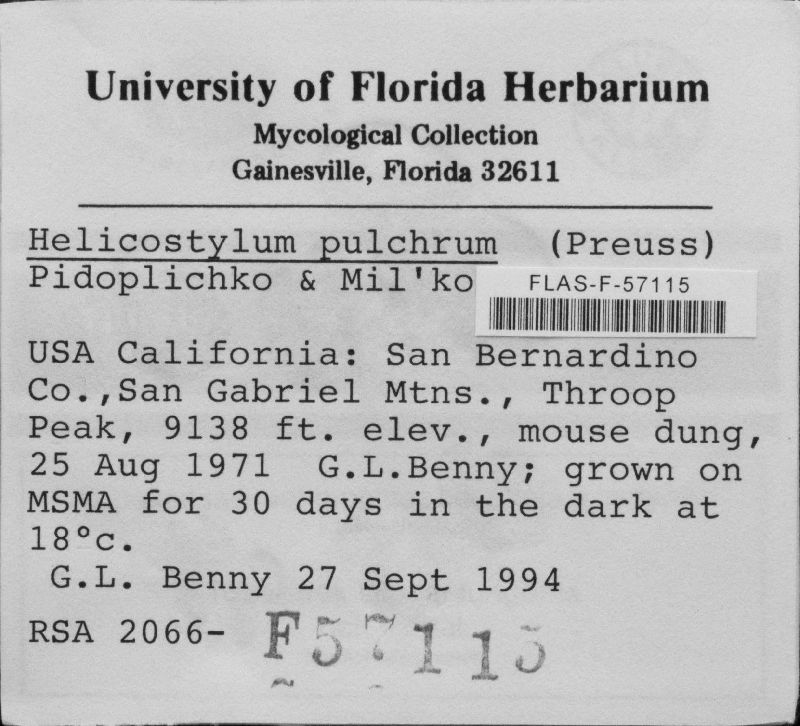 University of Florida Herbarium
Mycological Collection
Gainesville, Florida 32611
Helicostylum pulchrum (Preuss)
Pidoplichko & Mil'ko
FLAS-F-57115
USA California: San Bernardino
Co.,San Gabriel Mtns., Throop
Peak, 9138 ft. elev., mouse dung,
25 Aug 1971 G.L.Benny; grown on
MSMA for 30 days in the dark at
18°c.
G.L. Benny 27 Sept 1994
RSA 2066- F57115